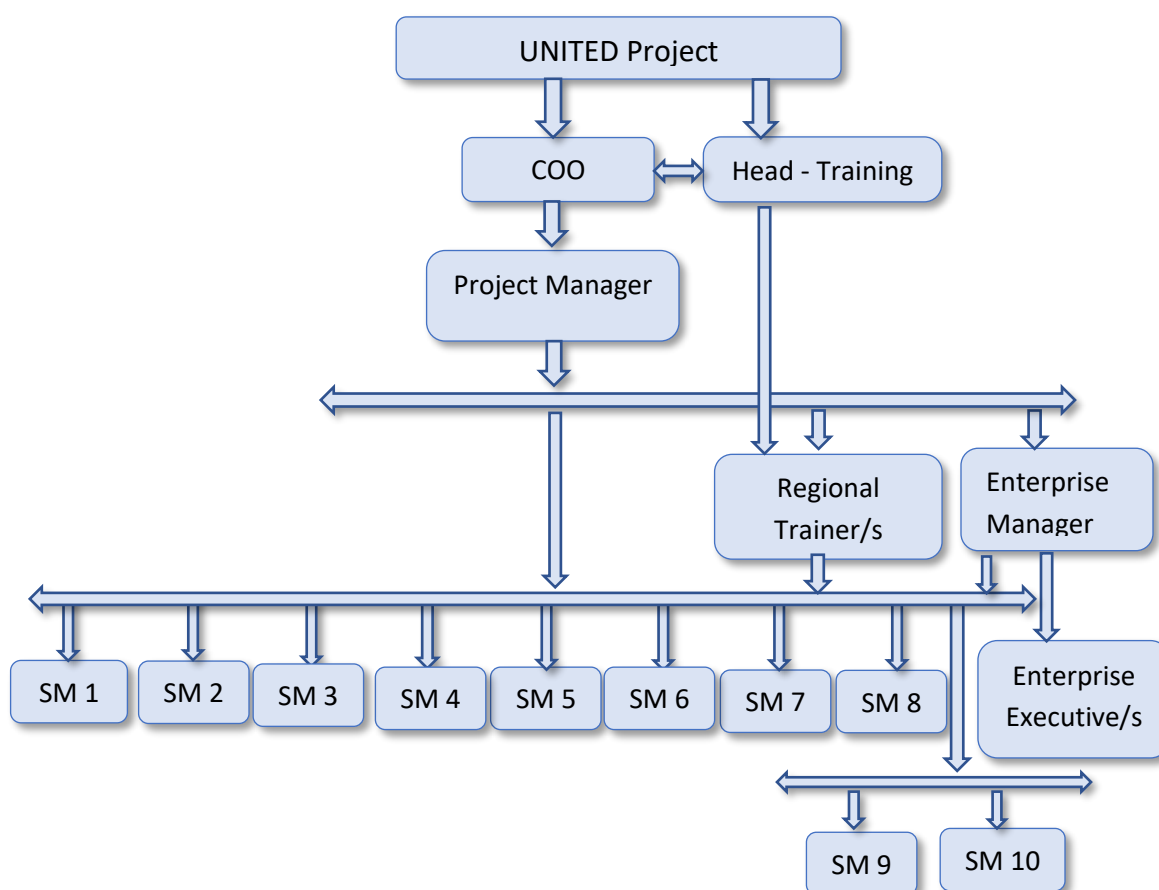 UNITED Project
COO
Head - Training
Project Manager
Regional
Trainer/s
Enterprise
Manager
SM 1
SM 2
SM 3
SM 4
SM 5
SM 6
SM 7
SM 8
Enterprise
Executive/s
SM 9
SM 10